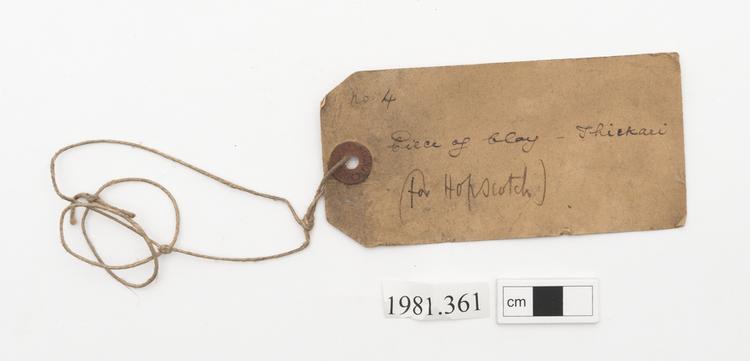 no 4
Piece of Clay - Thickari
(for Hopscotch)
1981.361
cm